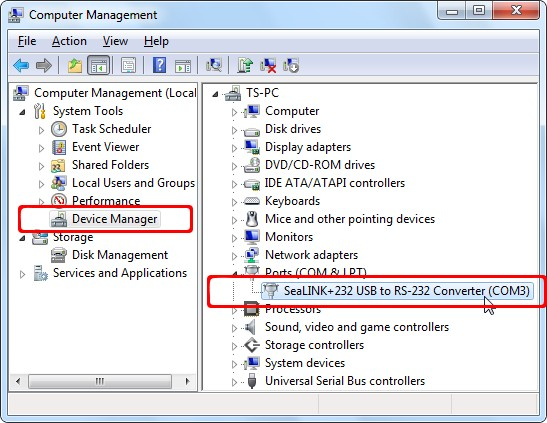 Computer Management
File Action View Help
Computer Management (Local
System Tools
Task Scheduler
Event Viewer
Shared Folders
Local Users and Groups
Performance
Device Manager
Storage
Disk Management
Services and Applications
TS-PC
Computer
Disk drives
Display adapters
DVD/CD-ROM drives
IDE ATA/ATAPI controllers
Keyboards
Mice and other pointing devices
Monitors
Network adapters
Ports (COM & LPT)
SeaLINK+232 USB to RS-232 Converter (COM3)
Processors
Sound, video and game controllers
Storage controllers
System devices
Universal Serial Bus controllers